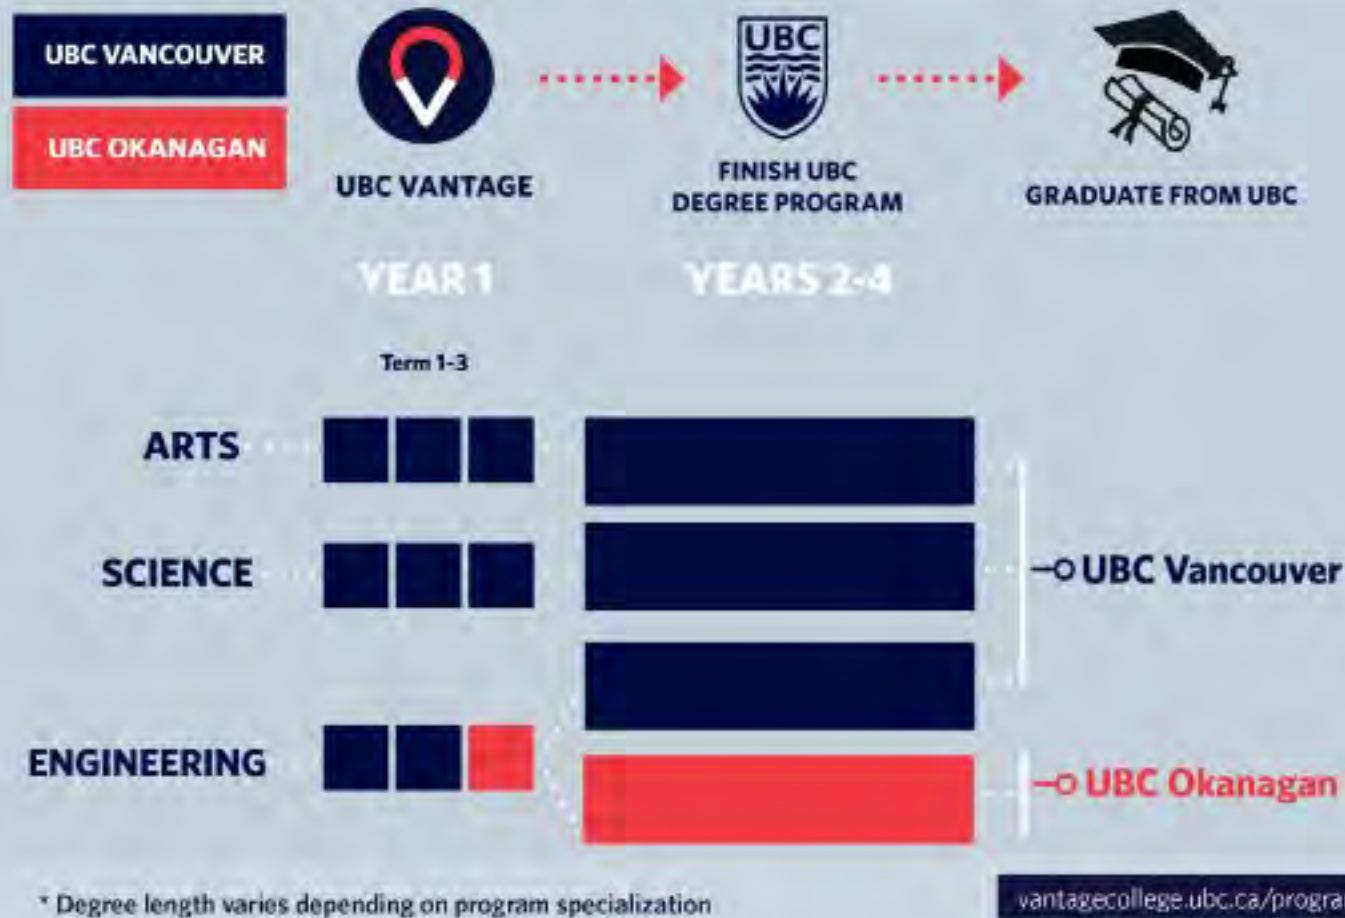 UBC VANCOUVER
UBC OKANAGAN
UBC VANTAGE
UBC
FINISH UBC
DEGREE PROGRAM
GRADUATE FROM UBC
YEAR 1
YEARS 2-4
Term 1-3
ARTS
SCIENCE
ENGINEERING
UBC Vancouver
UBC Okanagan
* Degree length varies depending on program specialization
vantagecollege.ubc.ca/progra